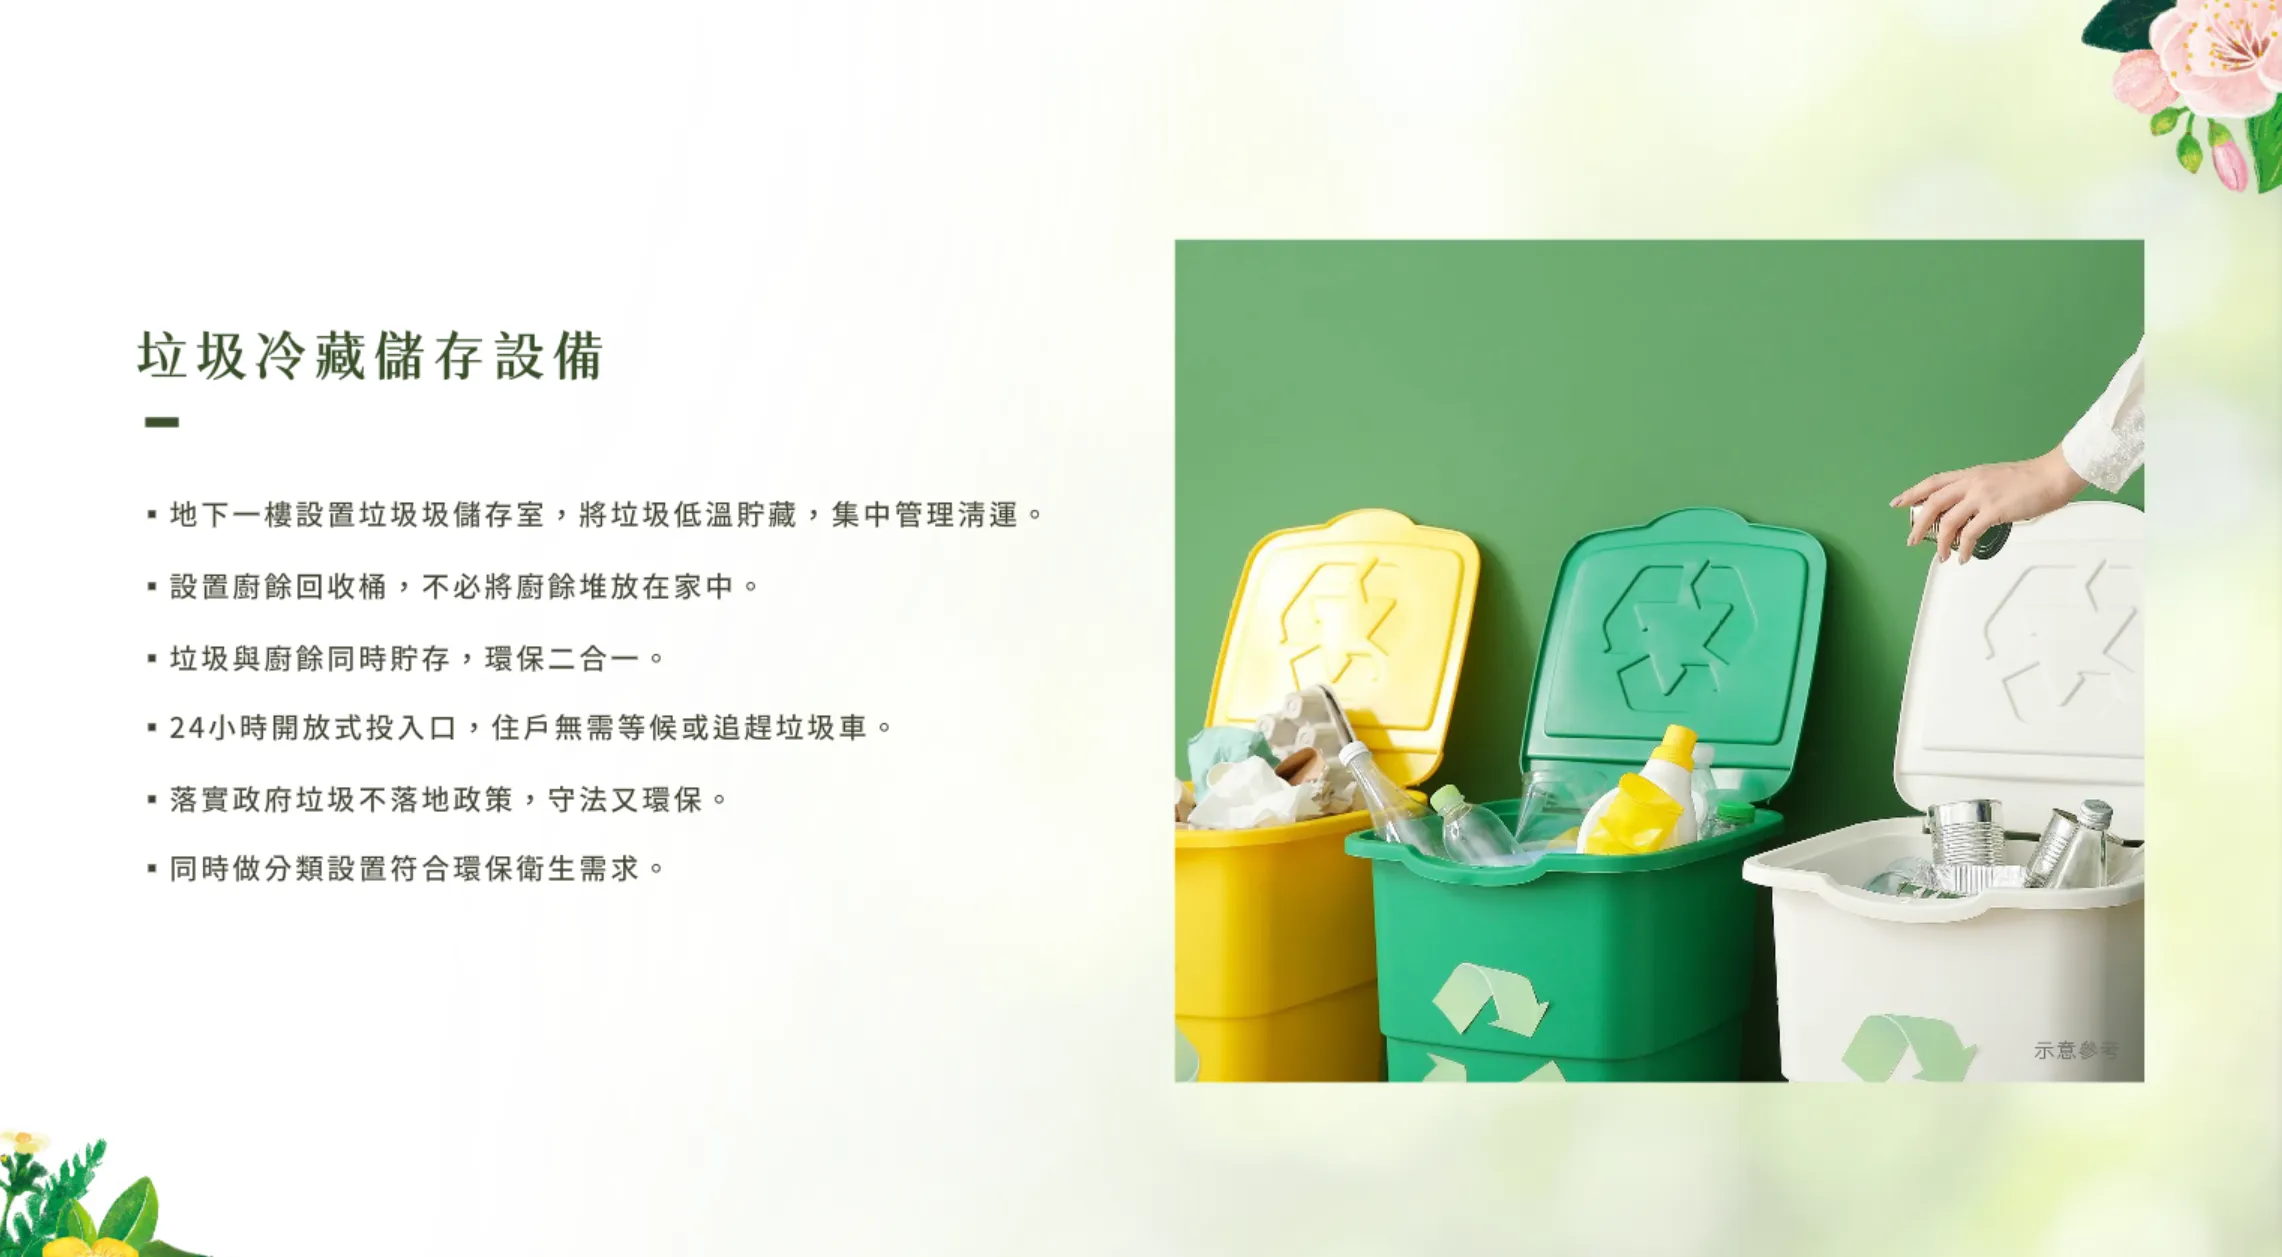 垃圾冷藏儲存設備
▪ 地下一樓設置垃圾圾儲存室，將垃圾低溫貯藏，集中管理清運。
▪ 設置廚餘回收桶，不必將廚餘堆放在家中。
▪ 垃圾與廚餘同時貯存，環保二合一。
▪ 24小時開放式投入口，住戶無需等候或追趕垃圾車。
▪ 落實政府垃圾不落地政策，守法又環保。
▪ 同時做分類設置符合環保衛生需求。
示意參考